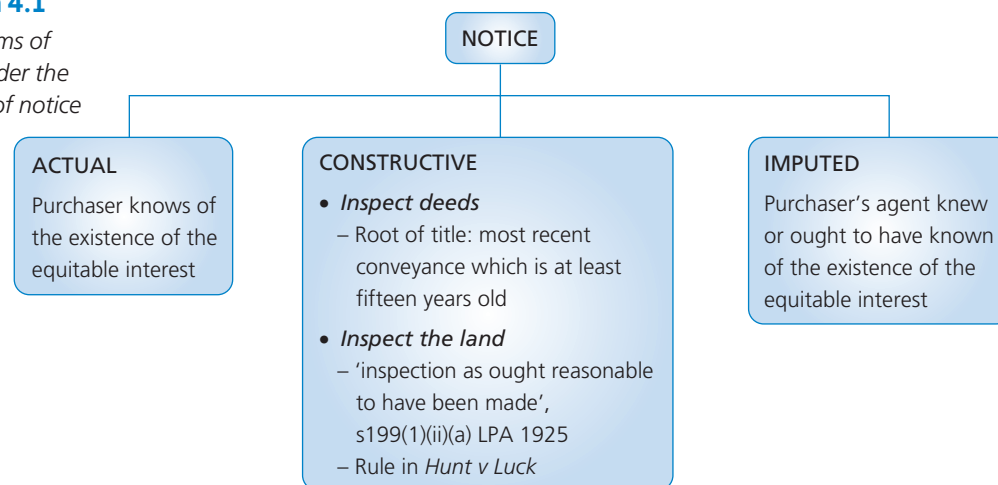 4.1
ms of
der the
of notice
NOTICE
ACTUAL
Purchaser knows of
the existence of the
equitable interest
CONSTRUCTIVE
• Inspect deeds
– Root of title: most recent
conveyance which is at least
fifteen years old
• Inspect the land
– ‘inspection as ought reasonable
to have been made’,
s199(1)(ii)(a) LPA 1925
– Rule in Hunt v Luck
IMPUTED
Purchaser’s agent knew
or ought to have known
of the existence of the
equitable interest